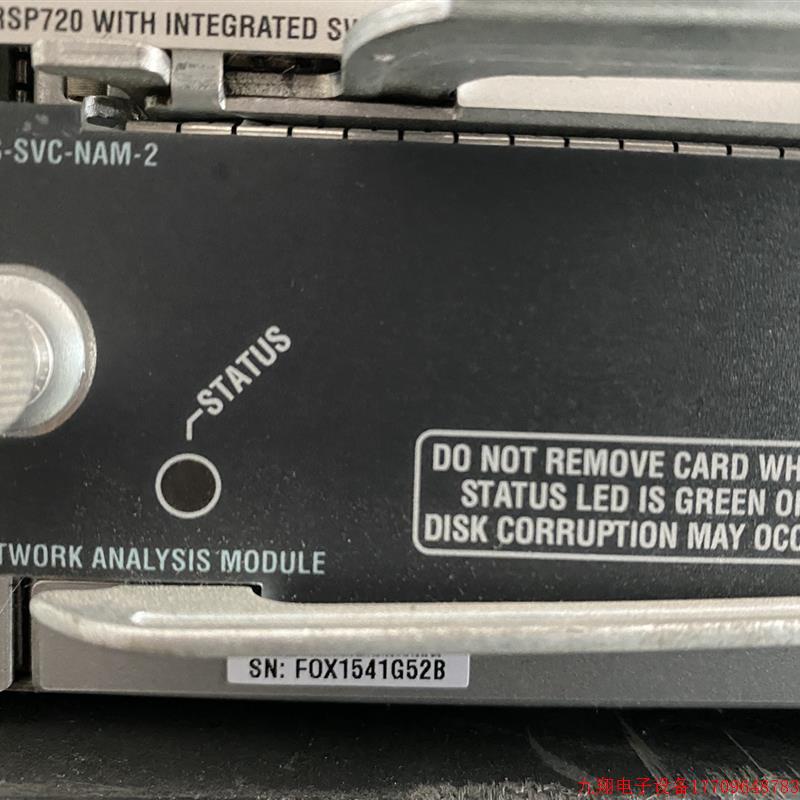 RSP720 WITH INTEGRATED SW
-SVC-NAM-2
STATUS
DO NOT REMOVE CARD WH
STATUS LED IS GREEN O
DISK CORRUPTION MAY OCC
TWORK ANALYSIS MODULE
SN: FOX1541G52B
九翔电子设备17709648783